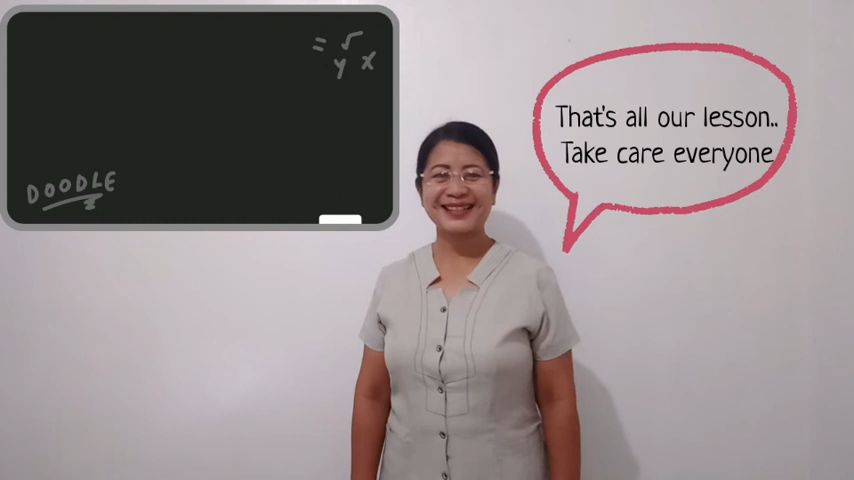 = √
y x
DOODLE
That's all our lesson..
Take care everyone